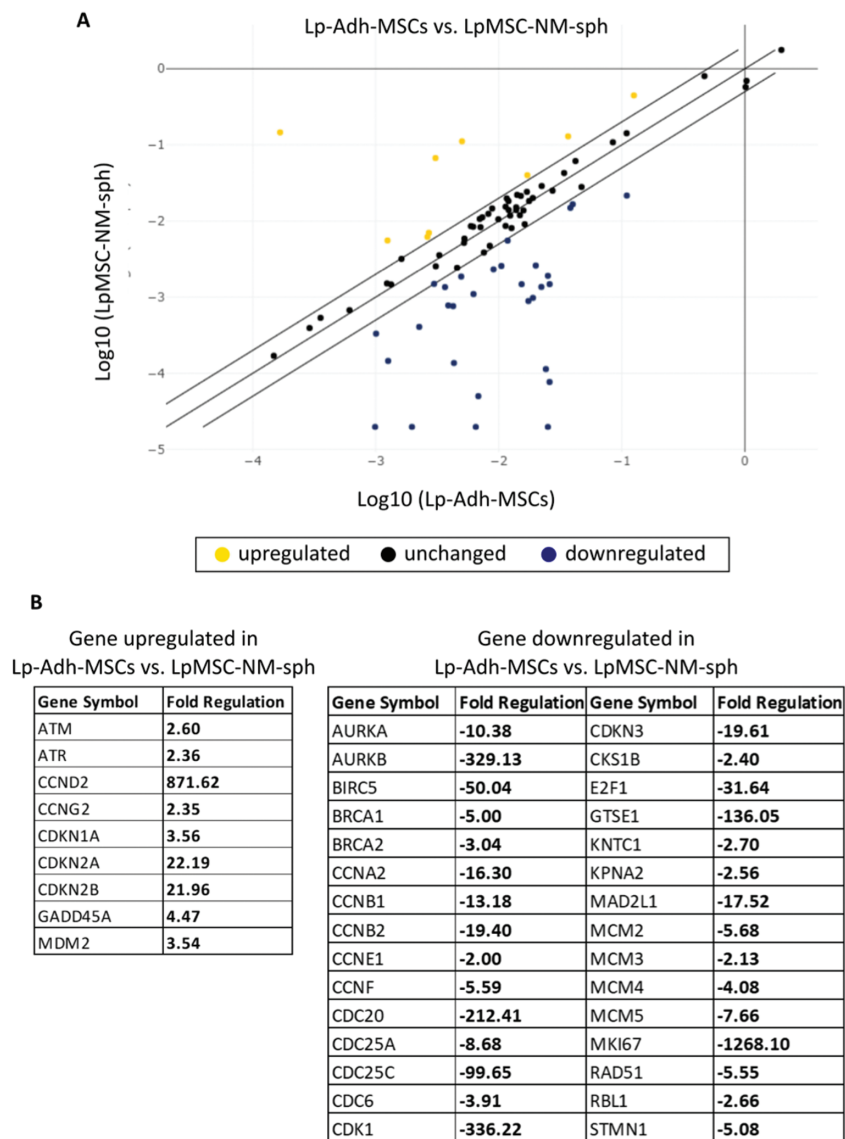 A
Lp-Adh-MSCs vs. LpMSC-NM-sph
0
−1
−2
−3
−4
−5
−4
−3
−2
−1
0
Log10 (LpMSC-NM-sph)
Log10 (Lp-Adh-MSCs)
upregulated unchanged downregulated
B
Gene upregulated in
Lp-Adh-MSCs vs. LpMSC-NM-sph
Gene Symbol Fold Regulation
ATM 2.60
ATR 2.36
CCND2 871.62
CCNG2 2.35
CDKN1A 3.56
CDKN2A 22.19
CDKN2B 21.96
GADD45A 4.47
MDM2 3.54
Gene downregulated in
Lp-Adh-MSCs vs. LpMSC-NM-sph
Gene Symbol Fold Regulation Gene Symbol Fold Regulation
AURKA -10.38 CDKN3 -19.61
AURKB -329.13 CKS1B -2.40
BIRC5 -50.04 E2F1 -31.64
BRCA1 -5.00 GTSE1 -136.05
BRCA2 -3.04 KNTC1 -2.70
CCNA2 -16.30 KPNA2 -2.56
CCNB1 -13.18 MAD2L1 -17.52
CCNB2 -19.40 MCM2 -5.68
CCNE1 -2.00 MCM3 -2.13
CCNF -5.59 MCM4 -4.08
CDC20 -212.41 MCM5 -7.66
CDC25A -8.68 MKI67 -1268.10
CDC25C -99.65 RAD51 -5.55
CDC6 -3.91 RBL1 -2.66
CDK1 -336.22 STMN1 -5.08